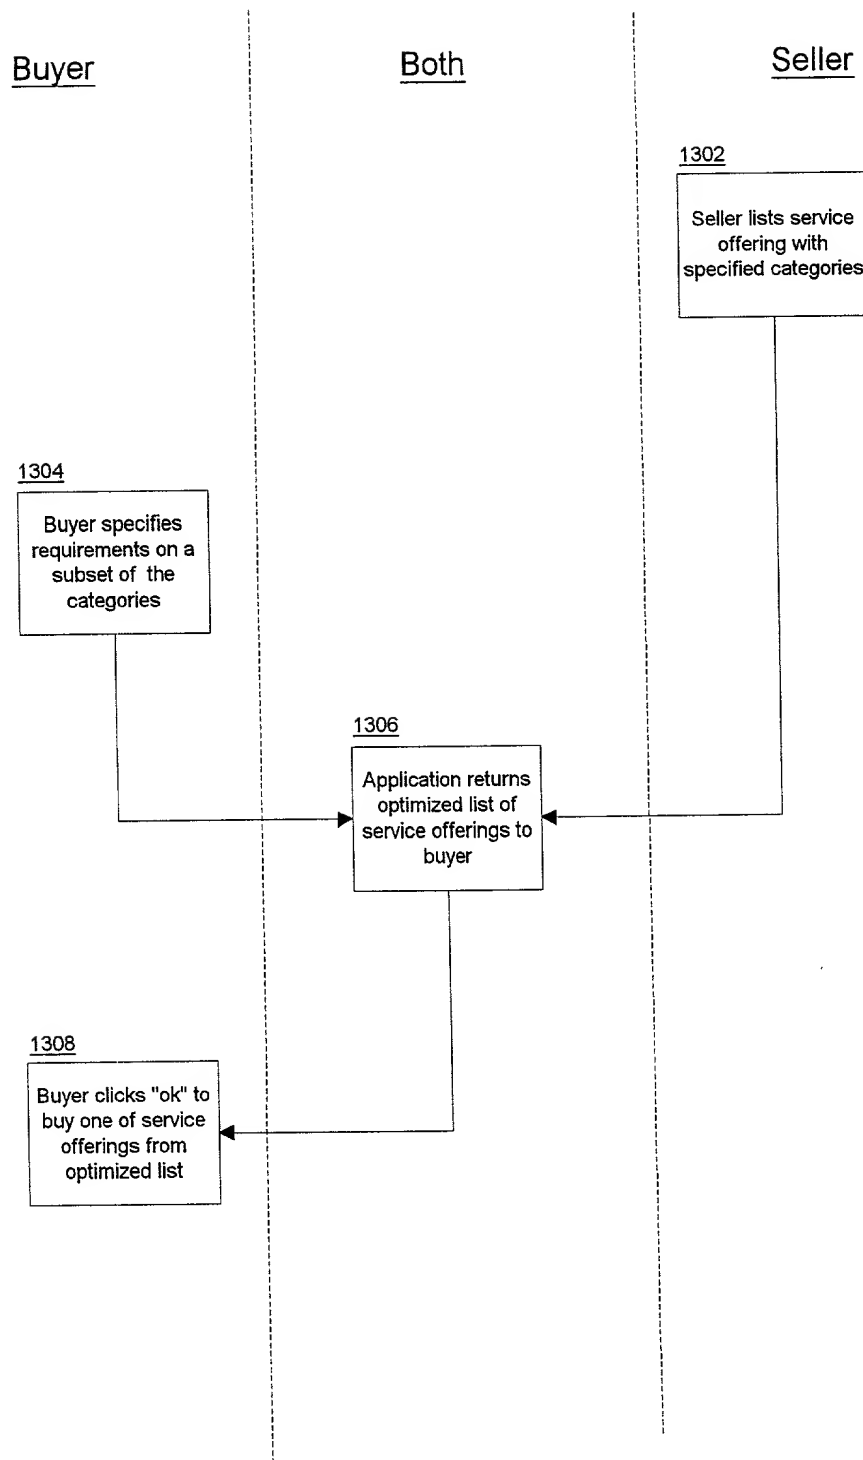 Buyer
Both
Seller
1302
Seller lists service
offering with
specified categories
1304
Buyer specifies
requirements on a
subset of the
categories
1306
Application returns
optimized list of
service offerings to
buyer
1308
Buyer clicks "ok" to
buy one of service
offerings from
optimized list